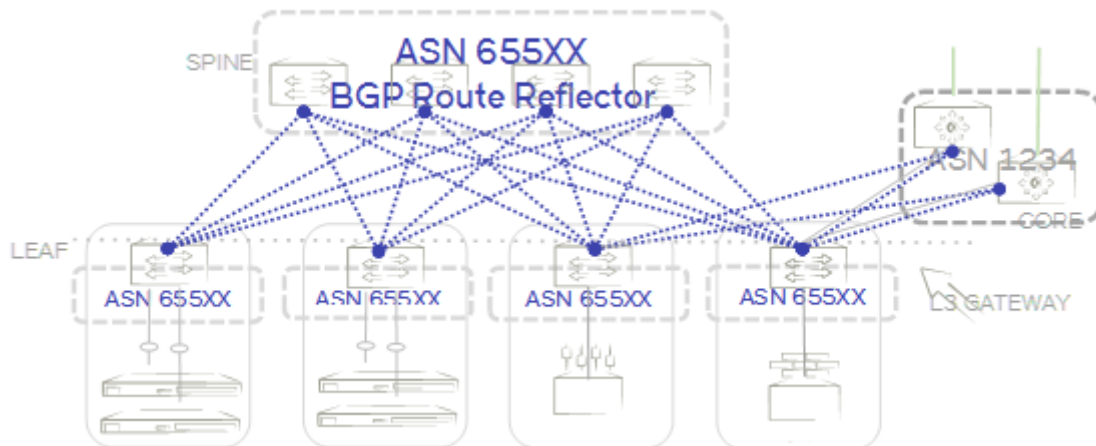 ASN 655XX
SPINE
BGP Route Reflector
ASN 1234
CORE
LEAF
ASN 655XX
ASN 655XX
ASN 655XX
ASN 655XX
L3 GATEWAY